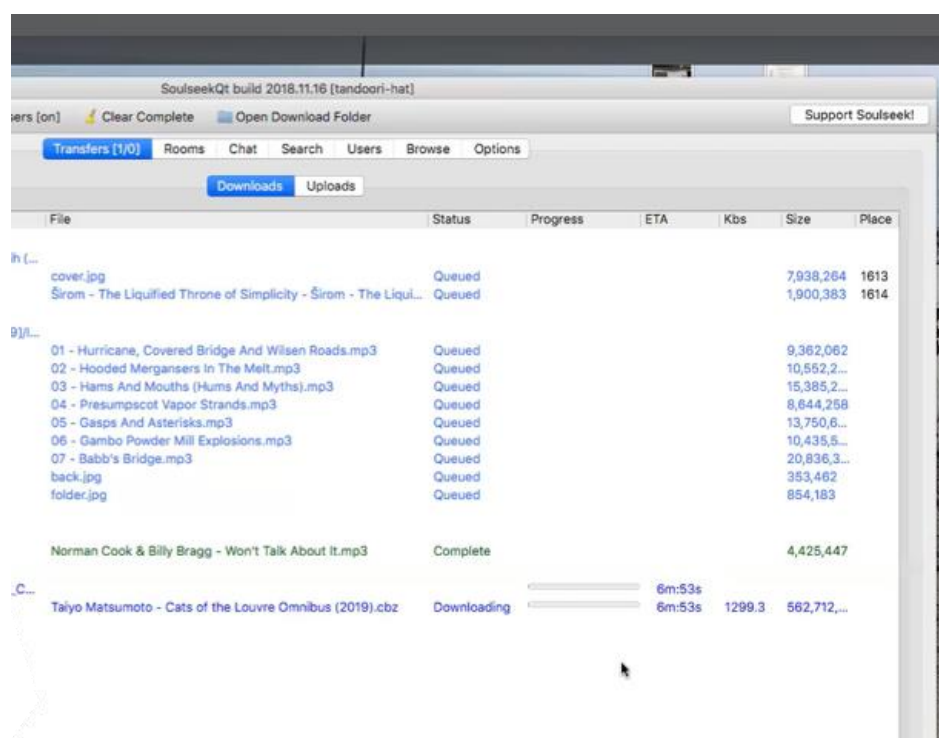 SoulseekQt build 2018.11.16 [tandoori-hat]
sers [on] Clear Complete Open Download Folder Support Soulseek!
Transfers [1/0] Rooms Chat Search Users Browse Options
Downloads Uploads
File Status Progress ETA Kbs Size Place
ih (...
cover.jpg Queued 7,938,264 1613
Širom - The Liquified Throne of Simplicity - Širom - The Liqui... Queued 1,900,383 1614
9]/I...
01 - Hurricane, Covered Bridge And Wilsen Roads.mp3 Queued 9,362,062
02 - Hooded Mergansers In The Melt.mp3 Queued 10,552,2...
03 - Hams And Mouths (Hums And Myths).mp3 Queued 15,385,2...
04 - Presumpscot Vapor Strands.mp3 Queued 8,644,258
05 - Gasps And Asterisks.mp3 Queued 13,750,6...
06 - Gambo Powder Mill Explosions.mp3 Queued 10,435,5...
07 - Babb's Bridge.mp3 Queued 20,836,3...
back.jpg Queued 353,462
folder.jpg Queued 854,183
Norman Cook & Billy Bragg - Won't Talk About It.mp3 Complete 4,425,447
_C... 6m:53s
Taiyo Matsumoto - Cats of the Louvre Omnibus (2019).cbz Downloading 6m:53s 1299.3 562,712,...